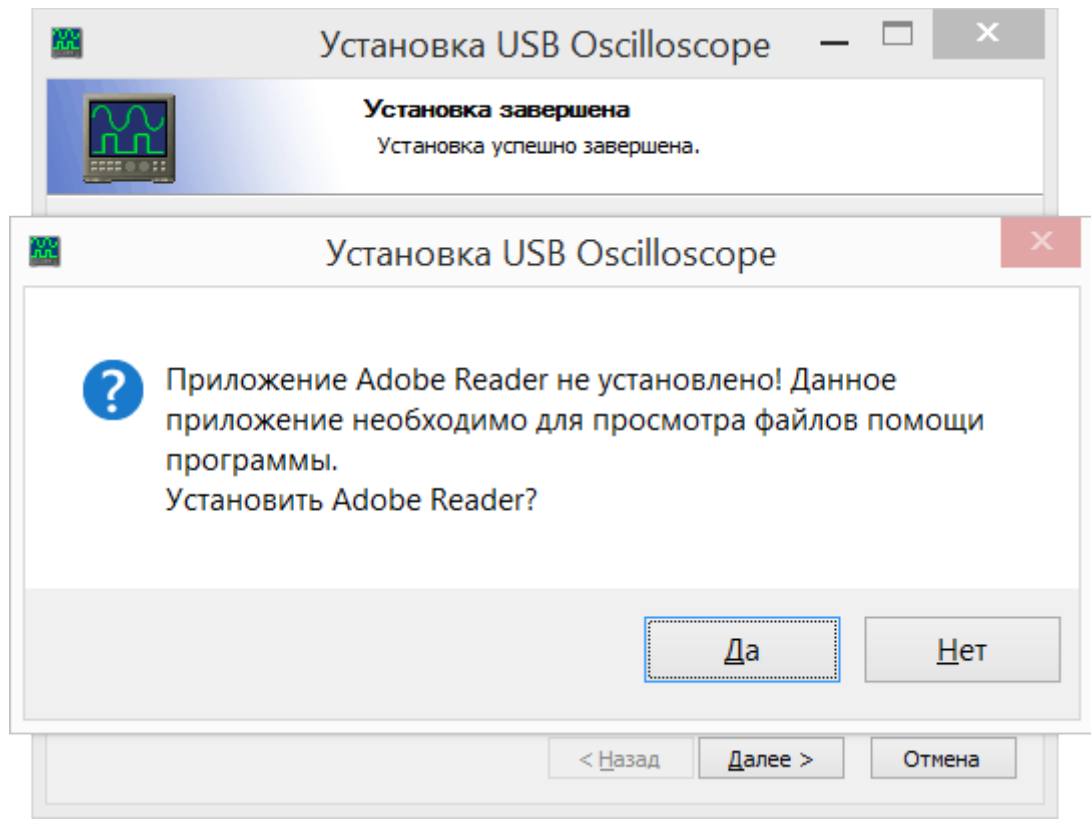 Установка USB Oscilloscope
Установка завершена
Установка успешно завершена.
Установка USB Oscilloscope
Приложение Adobe Reader не установлено! Данное
приложение необходимо для просмотра файлов помощи
программы.
Установить Adobe Reader?
Да
Нет
< Назад
Далее >
Отмена